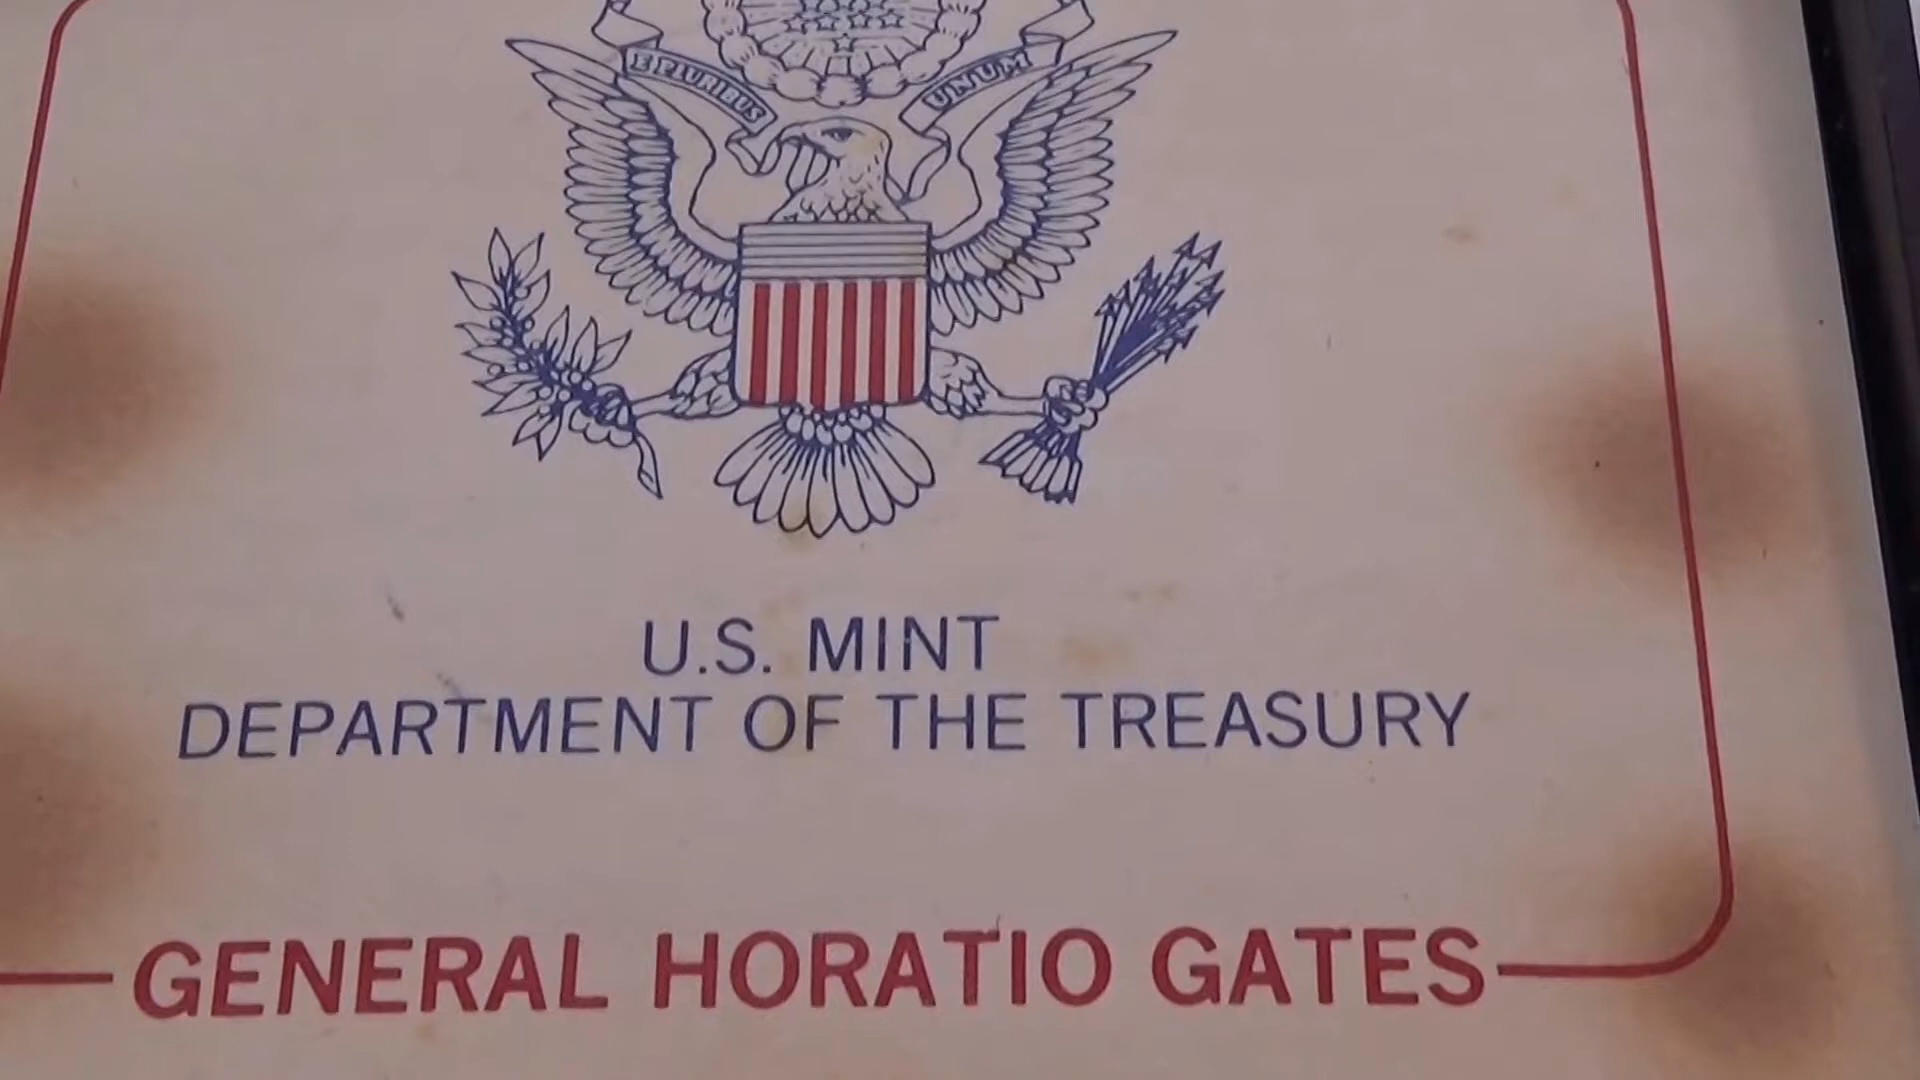 E PLURIBUS UNUM
U.S. MINT
DEPARTMENT OF THE TREASURY
GENERAL HORATIO GATES